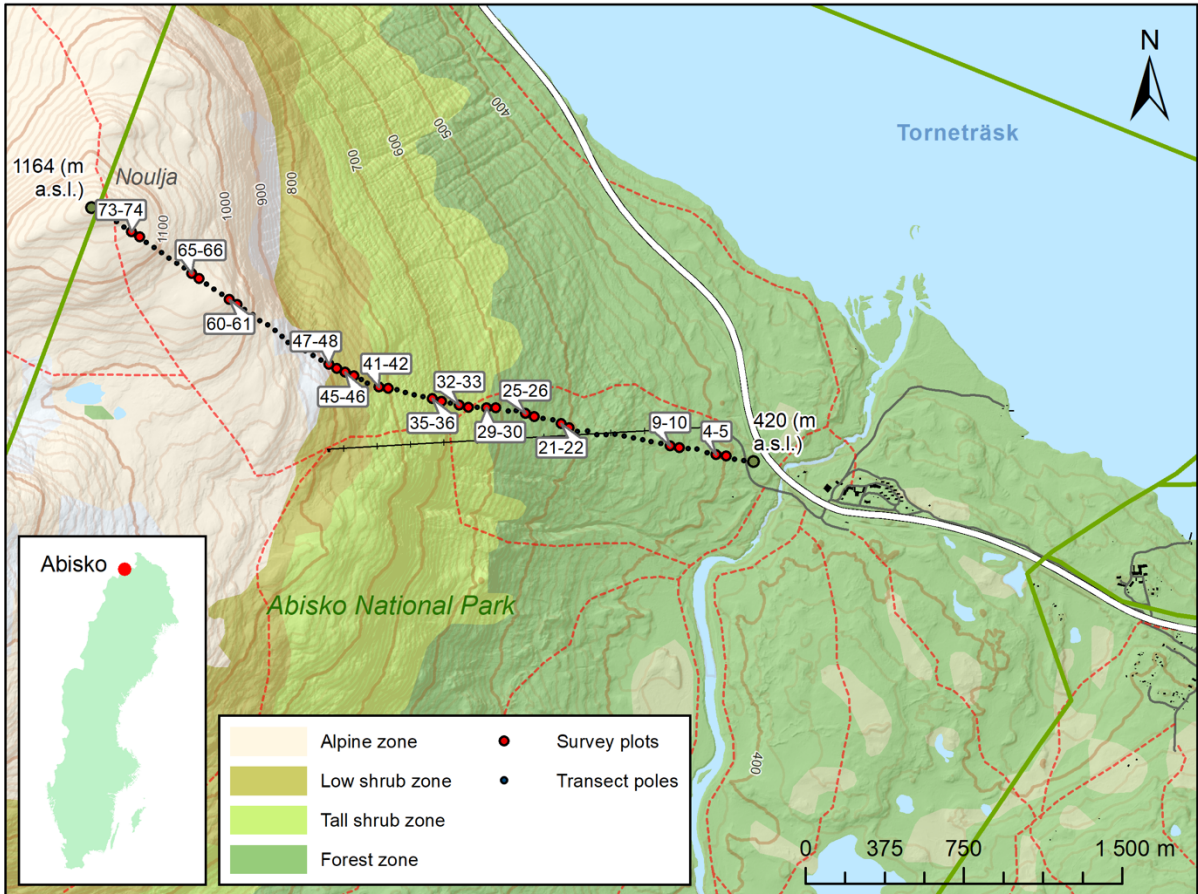 N
Torneträsk
400
500
600
700
800
900
1000
1100
1164 (m
a.s.l.)
Noulja
73-74
65-66
60-61
47-48
45-46
41-42
35-36
32-33
29-30
25-26
21-22
9-10
4-5
420 (m
a.s.l.)
Abisko
Abisko National Park
400
Alpine zone
Low shrub zone
Tall shrub zone
Forest zone
Survey plots
Transect poles
0 375 750 1 500 m